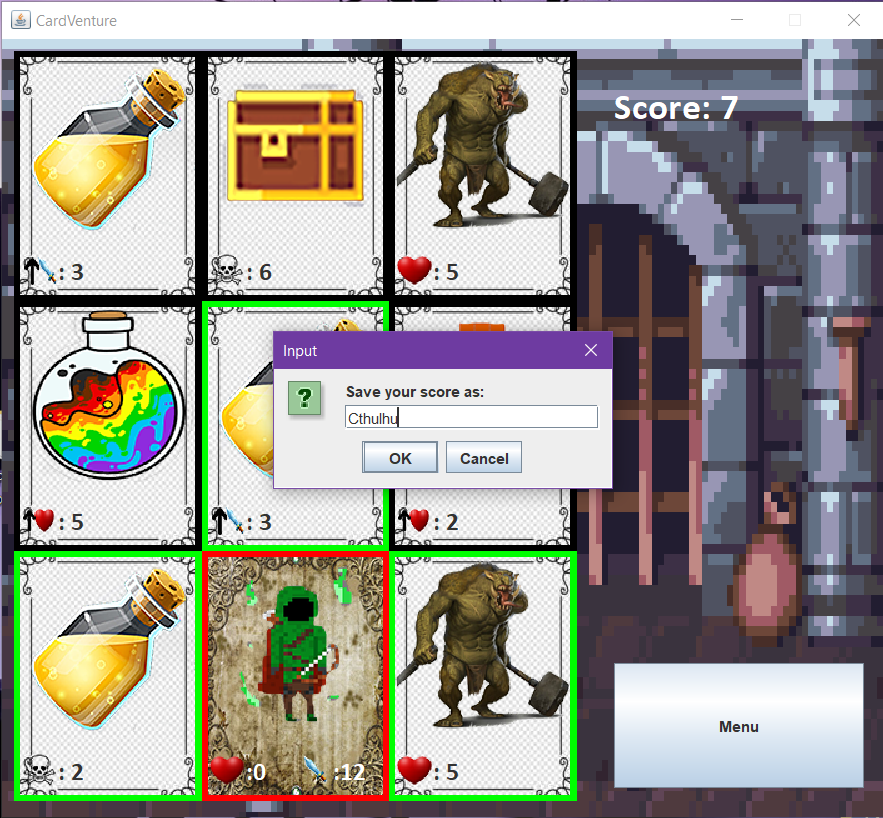 CardVenture
Score: 7
: 3
: 6
: 5
Input
Save your score as:
?
Cthulhu
OK
Cancel
: 5
: 3
: 2
: 2
:0
:12
: 5
Menu